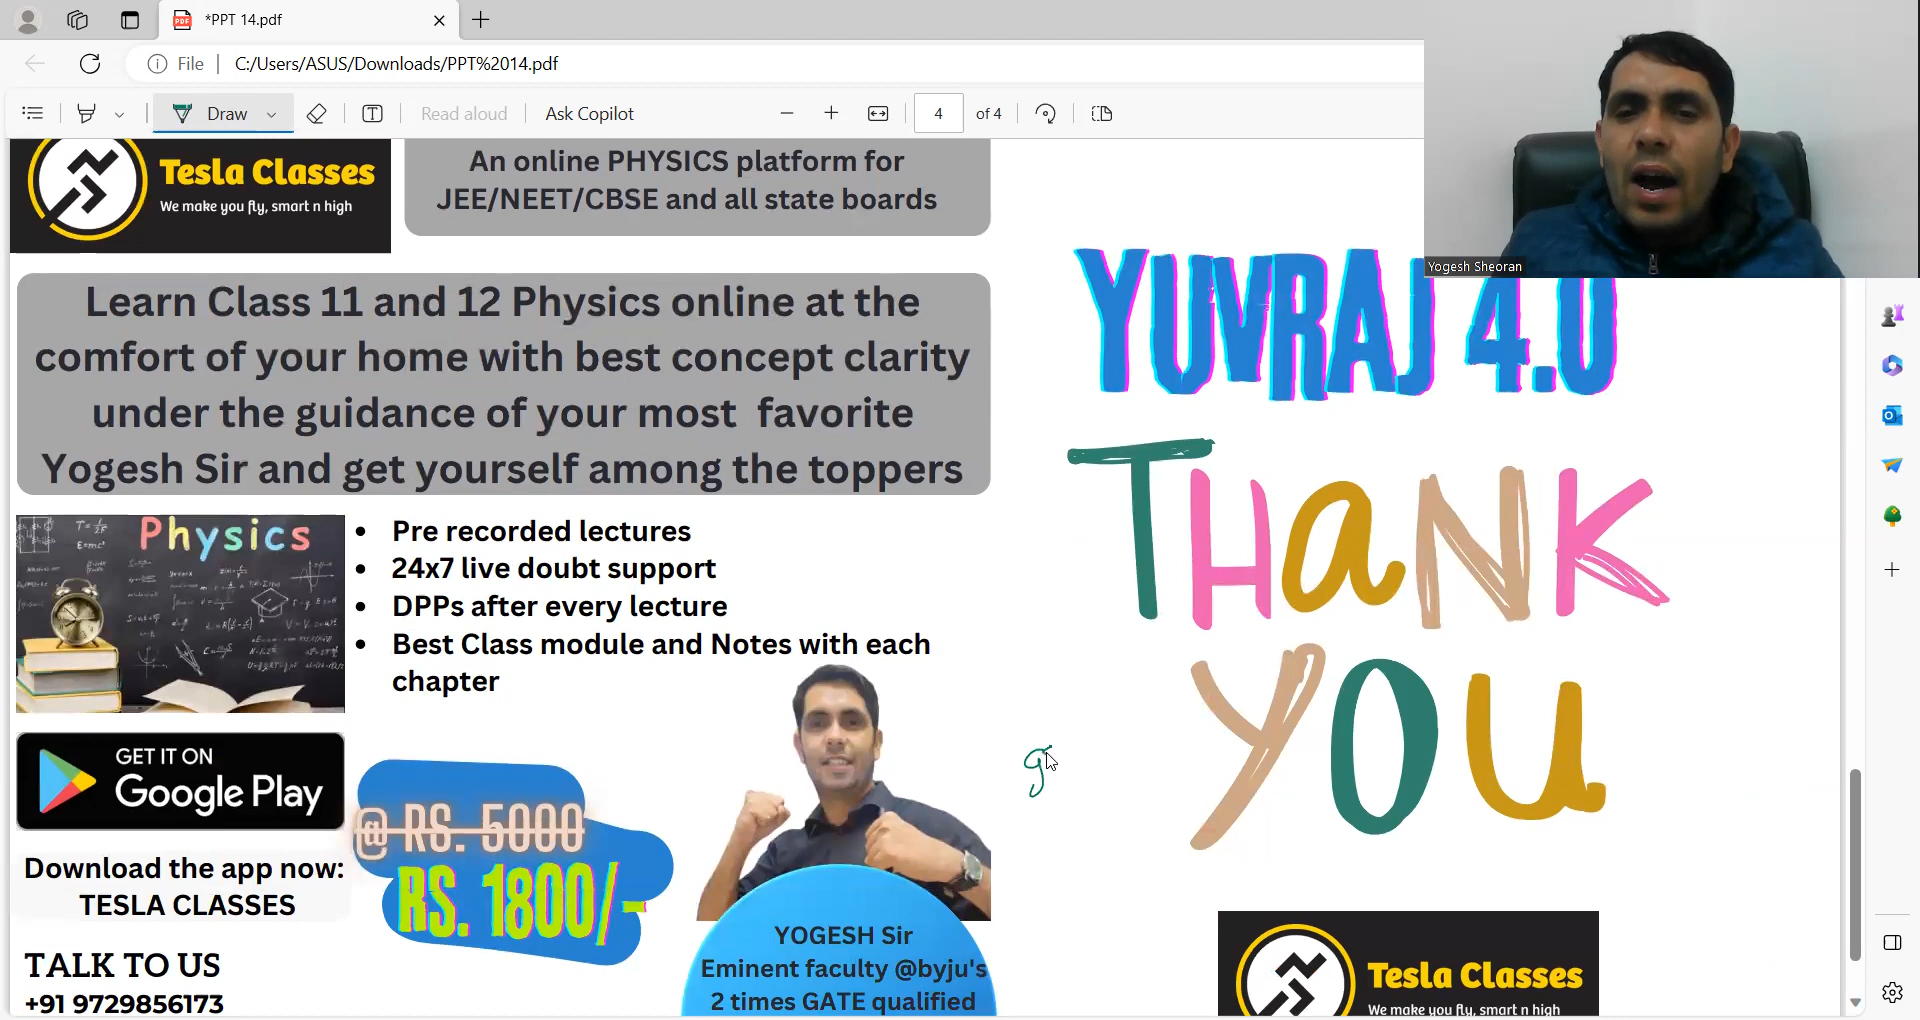 *PPT 14.pdf
File
C:/Users/ASUS/Downloads/PPT%2014.pdf
Draw
Read aloud
Ask Copilot
4
of 4
Tesla Classes
We make you fly, smart n high
An online PHYSICS platform for
JEE/NEET/CBSE and all state boards
Learn Class 11 and 12 Physics online at the
comfort of your home with best concept clarity
under the guidance of your most favorite
Yogesh Sir and get yourself among the toppers
Physics
Pre recorded lectures
24x7 live doubt support
DPPs after every lecture
Best Class module and Notes with each
chapter
GET IT ON
Google Play
Download the app now:
TESLA CLASSES
TALK TO US
+91 9729856173
@ RS. 5000
RS. 1800/-
YOGESH Sir
Eminent faculty @byju's
2 times GATE qualified
Yogesh Sheoran
YUVRAJ 4.0
THaNK
YOU
g
Tesla Classes
We make you fly, smart n high